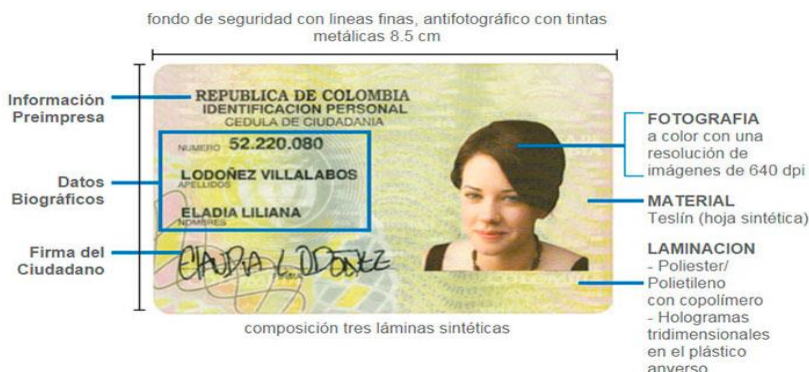 fondo de seguridad con lineas finas, antifotográfico con tintas
metálicas 8.5 cm
Información
Preimpresa
REPUBLICA DE COLOMBIA
IDENTIFICACION PERSONAL
CEDULA DE CIUDADANIA
NUMERO 52.220.080
LODOÑEZ VILLALABOS
APELLIDOS
ELADIA LILIANA
NOMBRES
Datos
Biográficos
Firma del
Ciudadano
CLAUDIA L ODOÑEZ
FOTOGRAFIA
a color con una
resolución de
imágenes de 640 dpi
MATERIAL
Teslín (hoja sintética)
LAMINACION
- Poliester/
Polietileno
con copolímero
- Hologramas
tridimensionales
en el plástico
anverso
composición tres láminas sintéticas